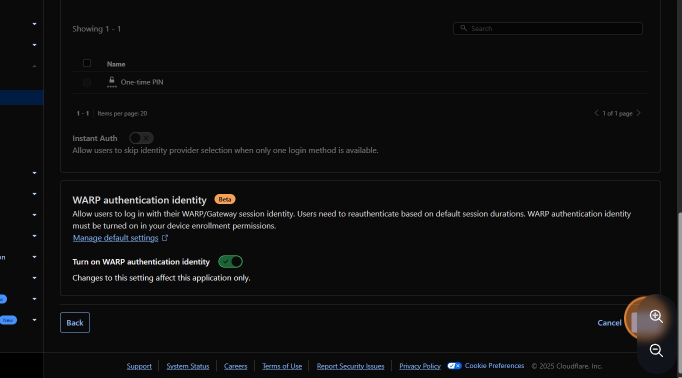 Showing 1 - 1
Search
Name
One-time PIN
1 - 1 Items per page: 20
1 of 1 page
Instant Auth
Allow users to skip identity provider selection when only one login method is available.
WARP authentication identity Beta
Allow users to log in with their WARP/Gateway session identity. Users need to reauthenticate based on default session durations. WARP authentication identity
must be turned on in your device enrollment permissions.
Manage default settings
Turn on WARP authentication identity
Changes to this setting affect this application only.
on
New
Back
Cancel
Support System Status Careers Terms of Use Report Security Issues Privacy Policy Cookie Preferences © 2025 Cloudflare, Inc.